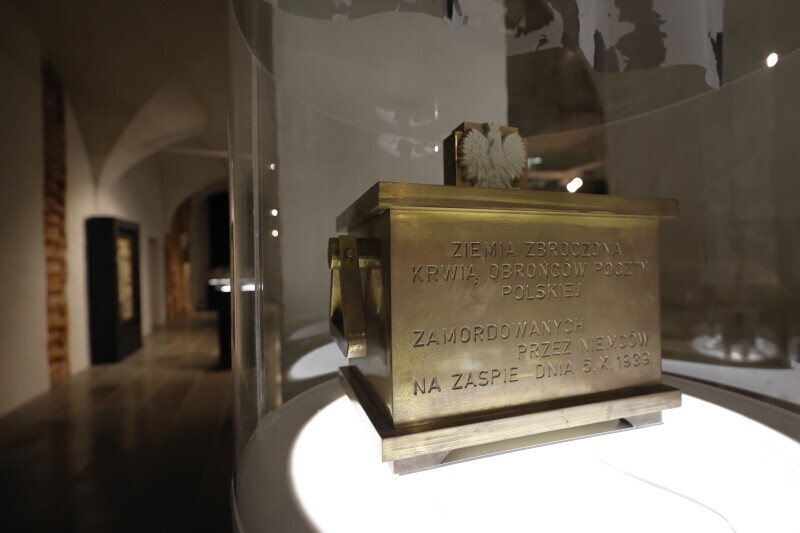 ZIEMIA ZBROCZONA
KRWIĄ OBROŃCÓW POCZTY
POLSKIEJ
ZAMORDOWANYCH
PRZEZ NIEMCÓW
NA ZASPIE DNIA 5.X.1939.